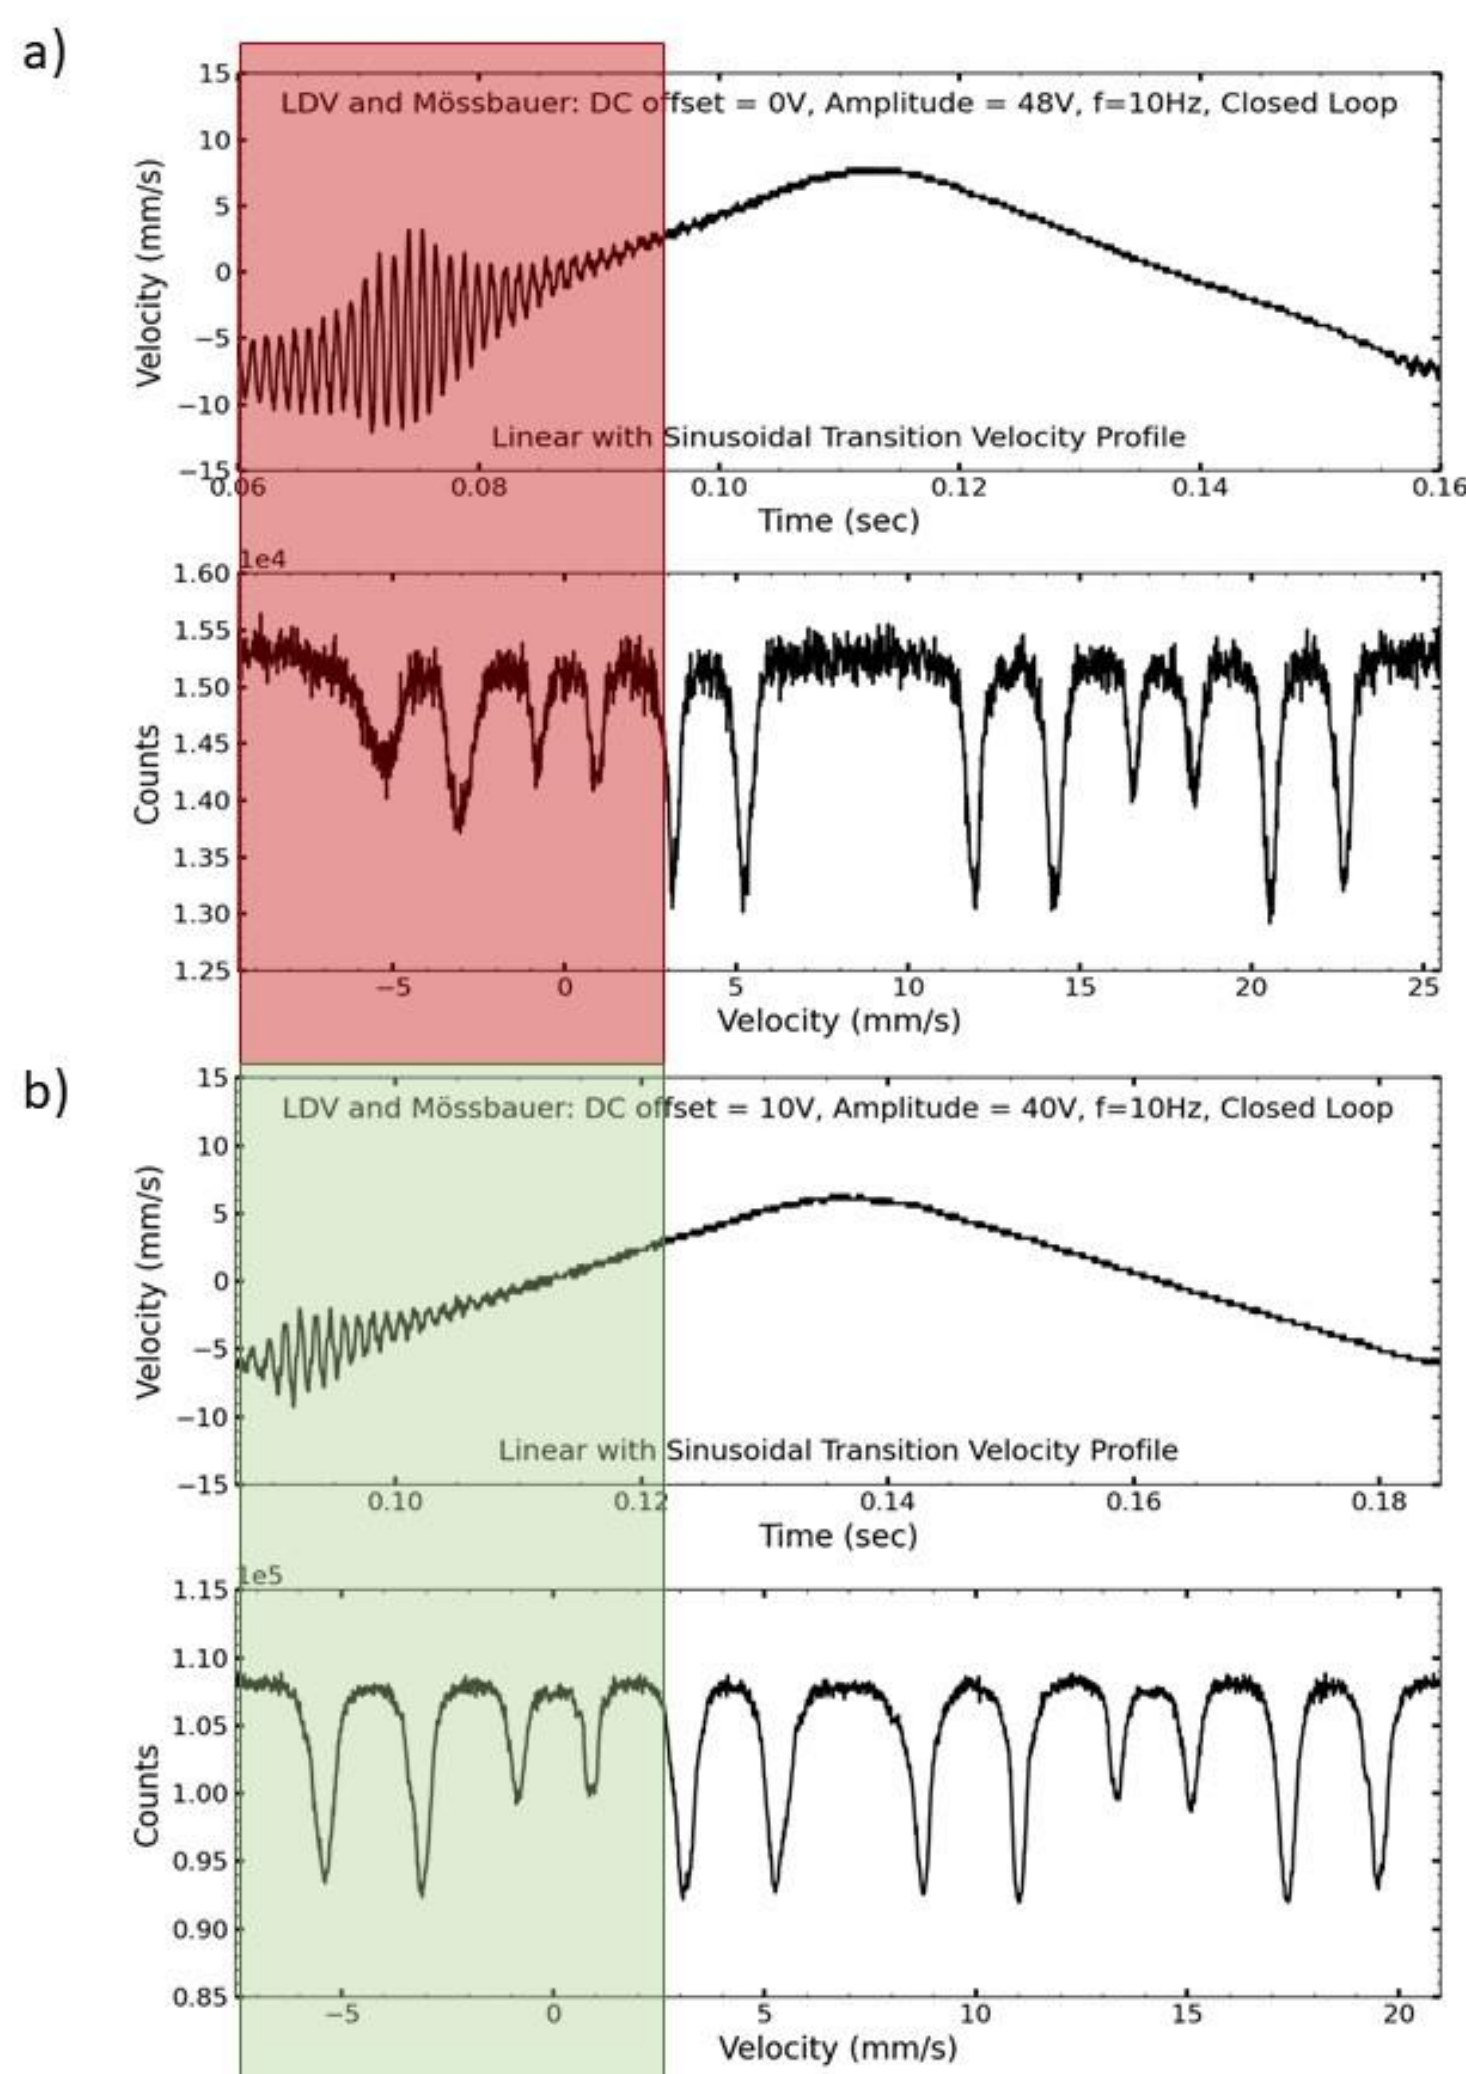 a)
15
LDV and Mössbauer: DC offset = 0V, Amplitude = 48V, f=10Hz, Closed Loop
10
5
0
−5
−10
−15
Velocity (mm/s)
Linear with Sinusoidal Transition Velocity Profile
0.06 0.08 0.10 0.12 0.14 0.16
Time (sec)
1e4
1.60
1.55
1.50
1.45
1.40
1.35
1.30
1.25
Counts
−5 0 5 10 15 20 25
Velocity (mm/s)
b)
15
LDV and Mössbauer: DC offset = 10V, Amplitude = 40V, f=10Hz, Closed Loop
10
5
0
−5
−10
−15
Velocity (mm/s)
Linear with Sinusoidal Transition Velocity Profile
0.10 0.12 0.14 0.16 0.18
Time (sec)
1e5
1.15
1.10
1.05
1.00
0.95
0.90
0.85
Counts
−5 0 5 10 15 20
Velocity (mm/s)